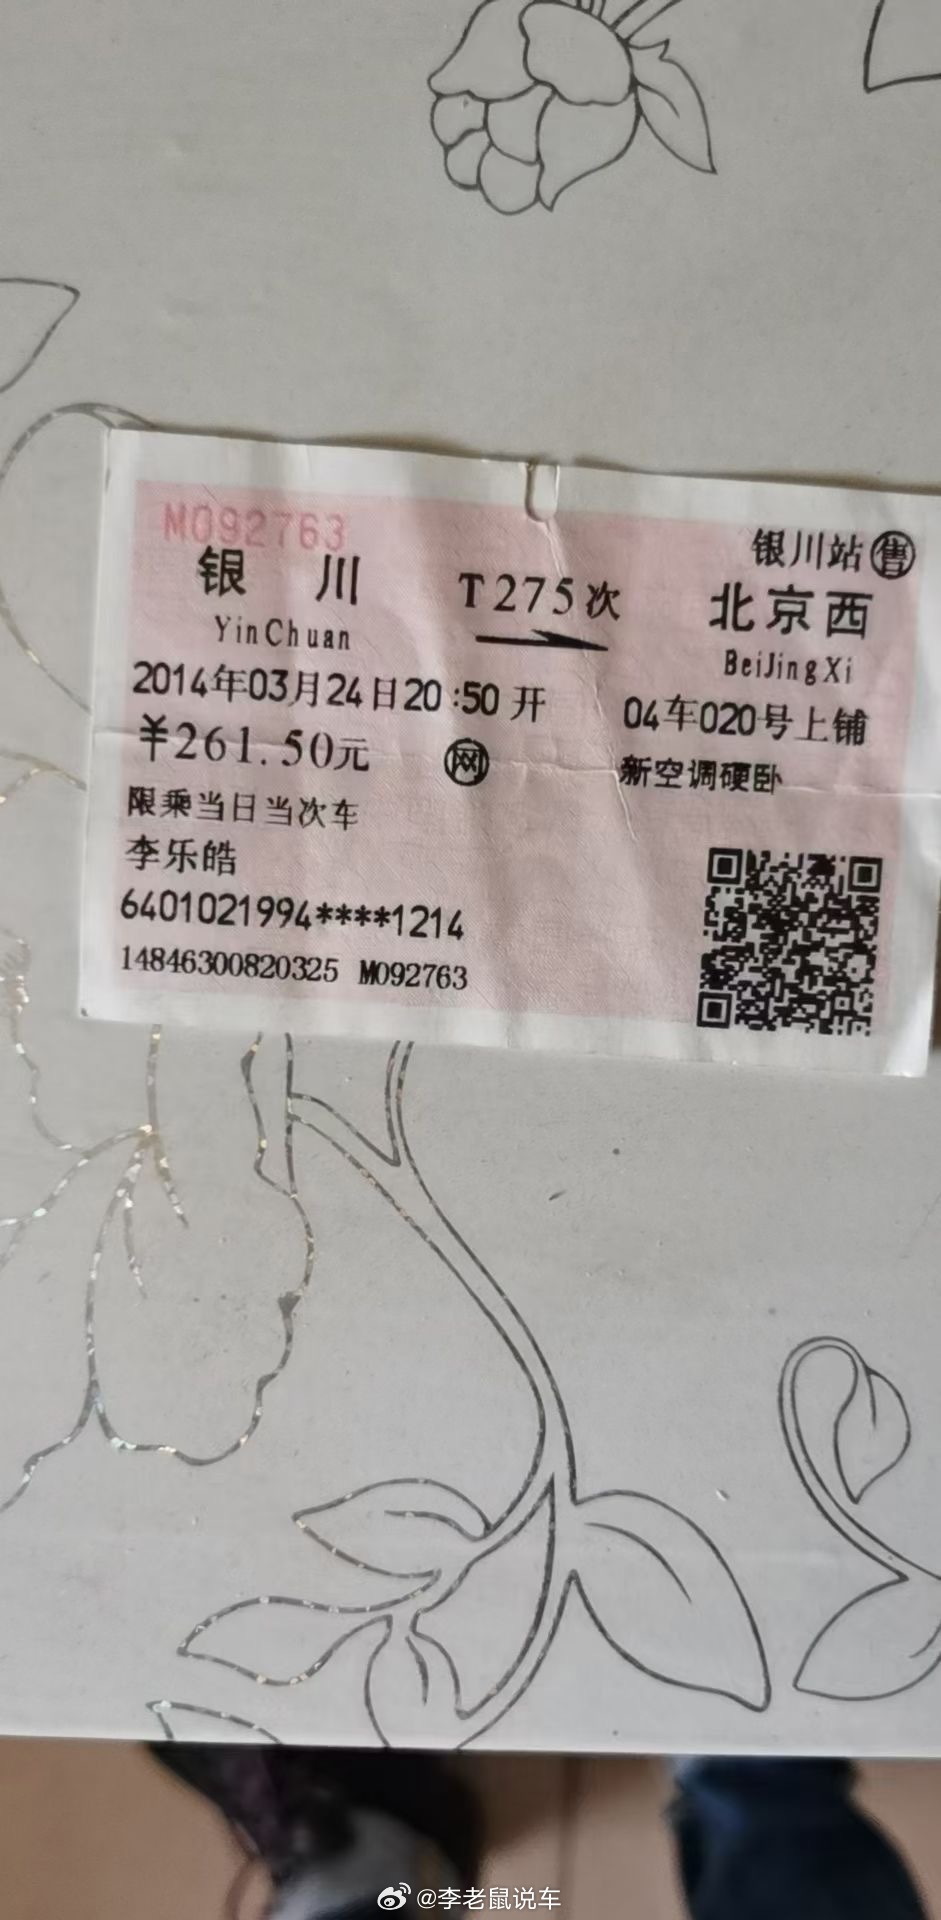 M092763
银川站 售
银川 T275次 北京西
YinChuan BeiJingXi
2014年03月24日20:50开 04车020号上铺
￥261.50元 网 新空调硬卧
限乘当日当次车
李乐皓
6401021994****1214
14846300820325 M092763
@李老鼠说车